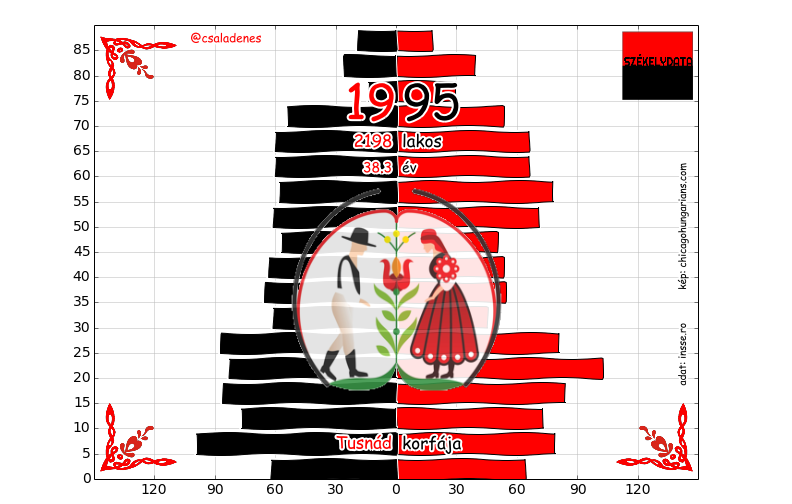 @csaladenes
SZÉKELYDATA
1995
2198 lakos
38.3 év
kép: chicagohungarians.com
adat: insse.ro
Tusnád korfája
85
80
75
70
65
60
55
50
45
40
35
30
25
20
15
10
5
0
120 90 60 30 0 30 60 90 120